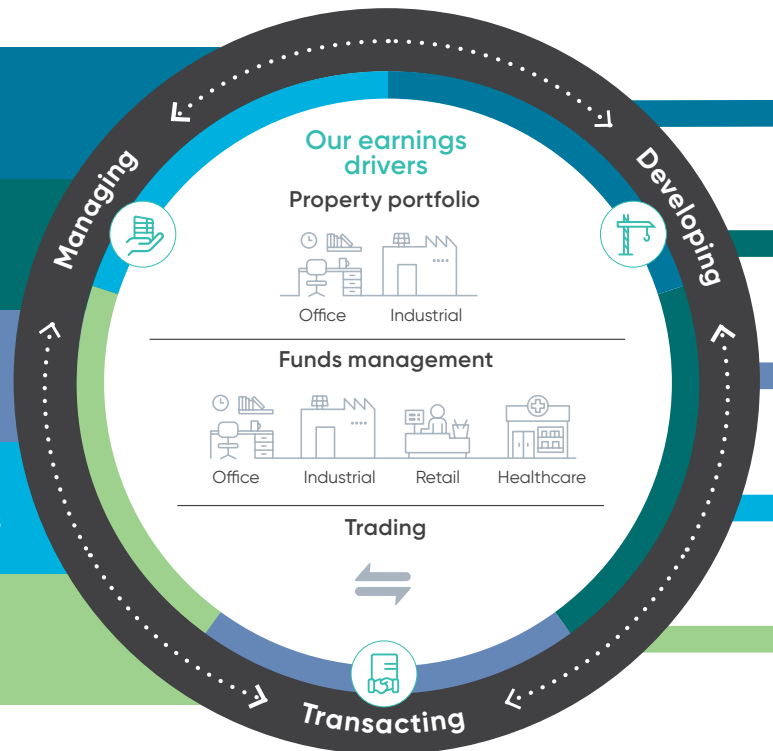 Managing
Developing
Our earnings
drivers
Property portfolio
Office
Industrial
Funds management
Office
Industrial
Retail
Healthcare
Trading
Transacting